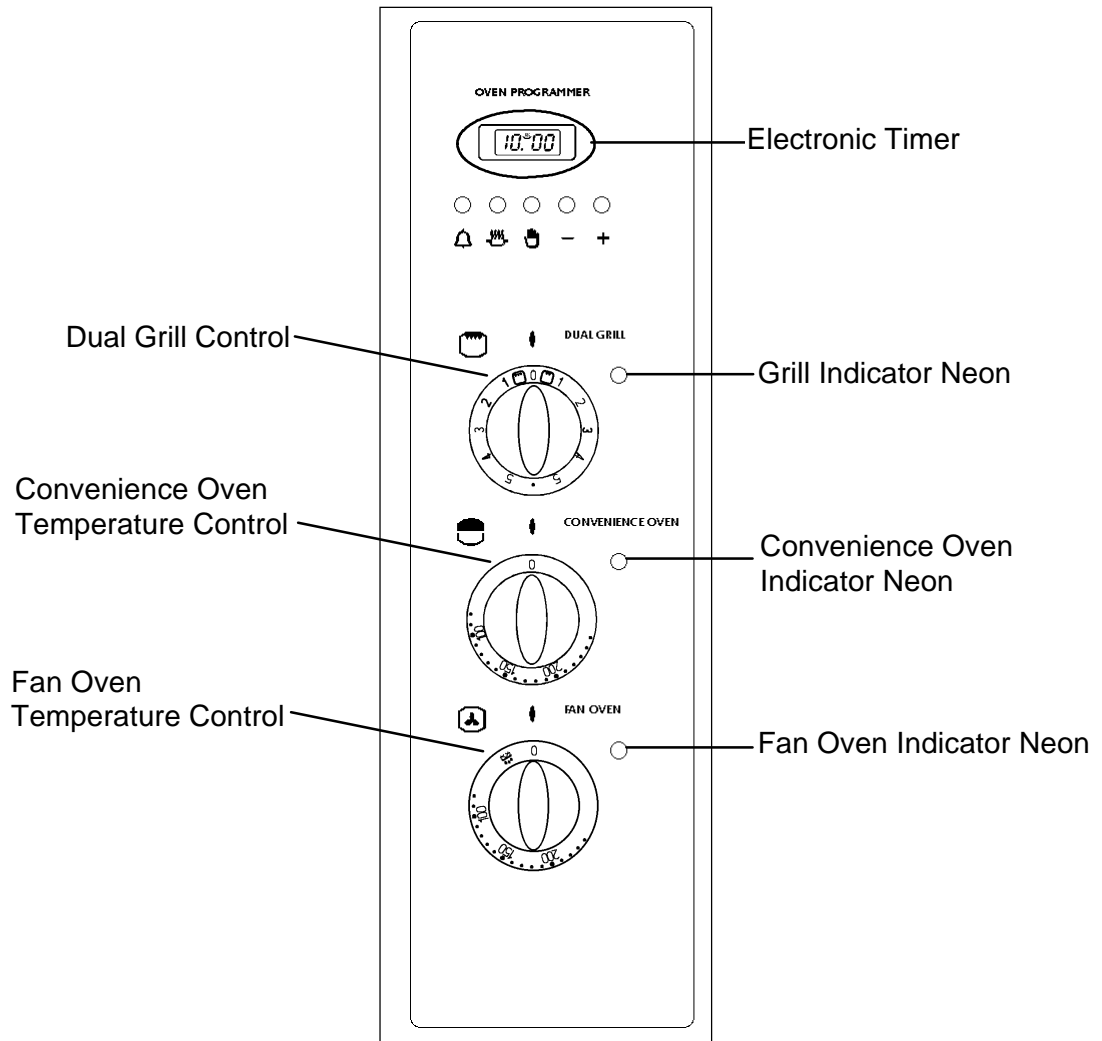 OVEN PROGRAMMER
10:00
Electronic Timer
− +
Dual Grill Control
DUAL GRILL
Grill Indicator Neon
0
1 1
2 2
3 3
4 4
5 5
Convenience Oven
Temperature Control
CONVENIENCE OVEN
Convenience Oven
Indicator Neon
0
100
150 200
Fan Oven
Temperature Control
FAN OVEN
Fan Oven Indicator Neon
0
100
150 200